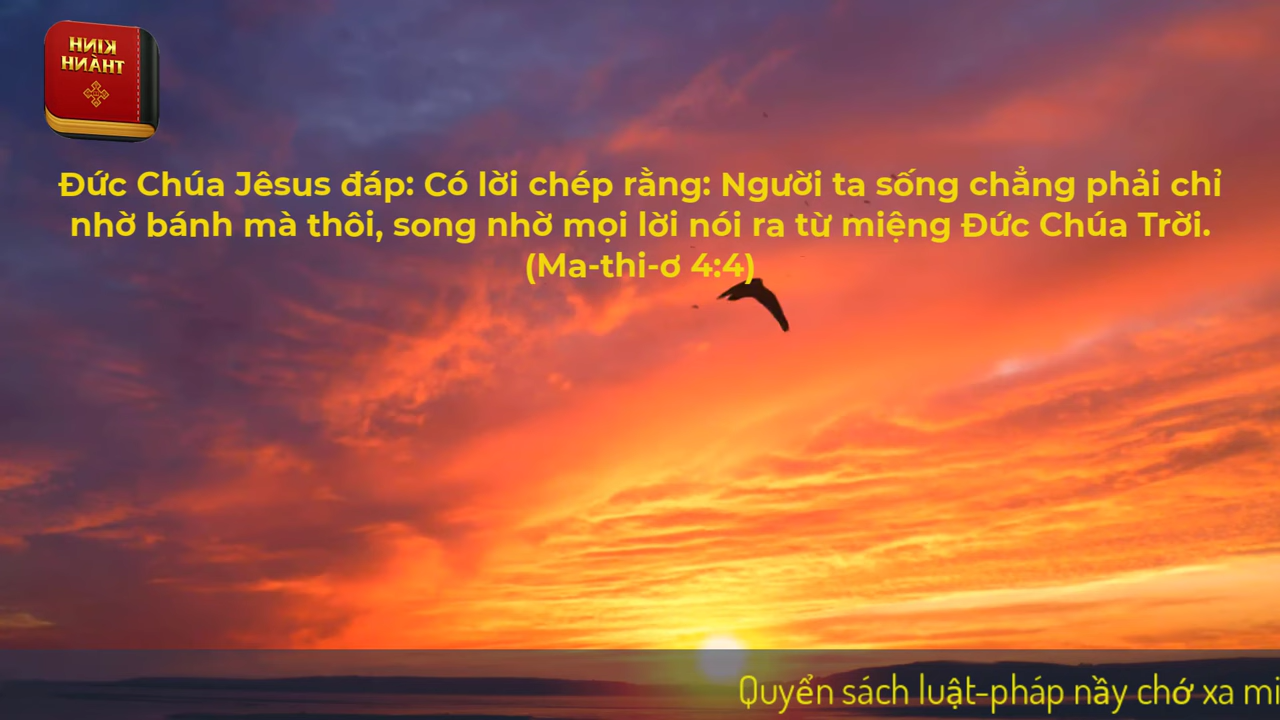 KINH
THÁNH
Đức Chúa Jêsus đáp: Có lời chép rằng: Người ta sống chẳng phải chỉ
nhờ bánh mà thôi, song nhờ mọi lời nói ra từ miệng Đức Chúa Trời.
(Ma-thi-ơ 4:4)
Quyển sách luật-pháp nầy chớ xa mi